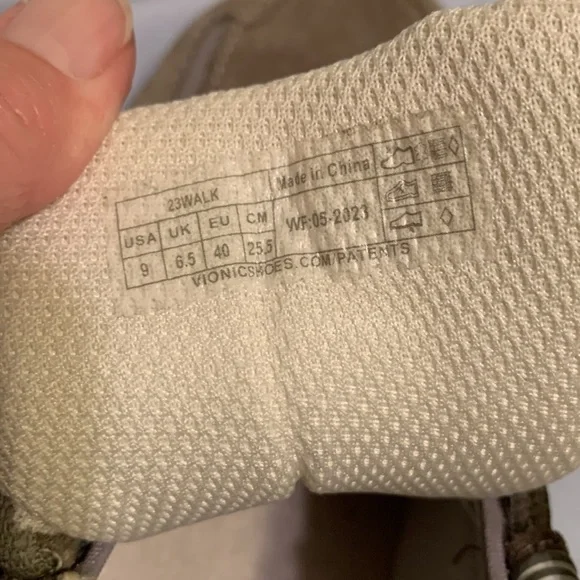 23WALK Made in China
USA UK EU CM
9 6.5 40 25.5
WF:05-2023
VIONICSHOES.COM/PATENTS